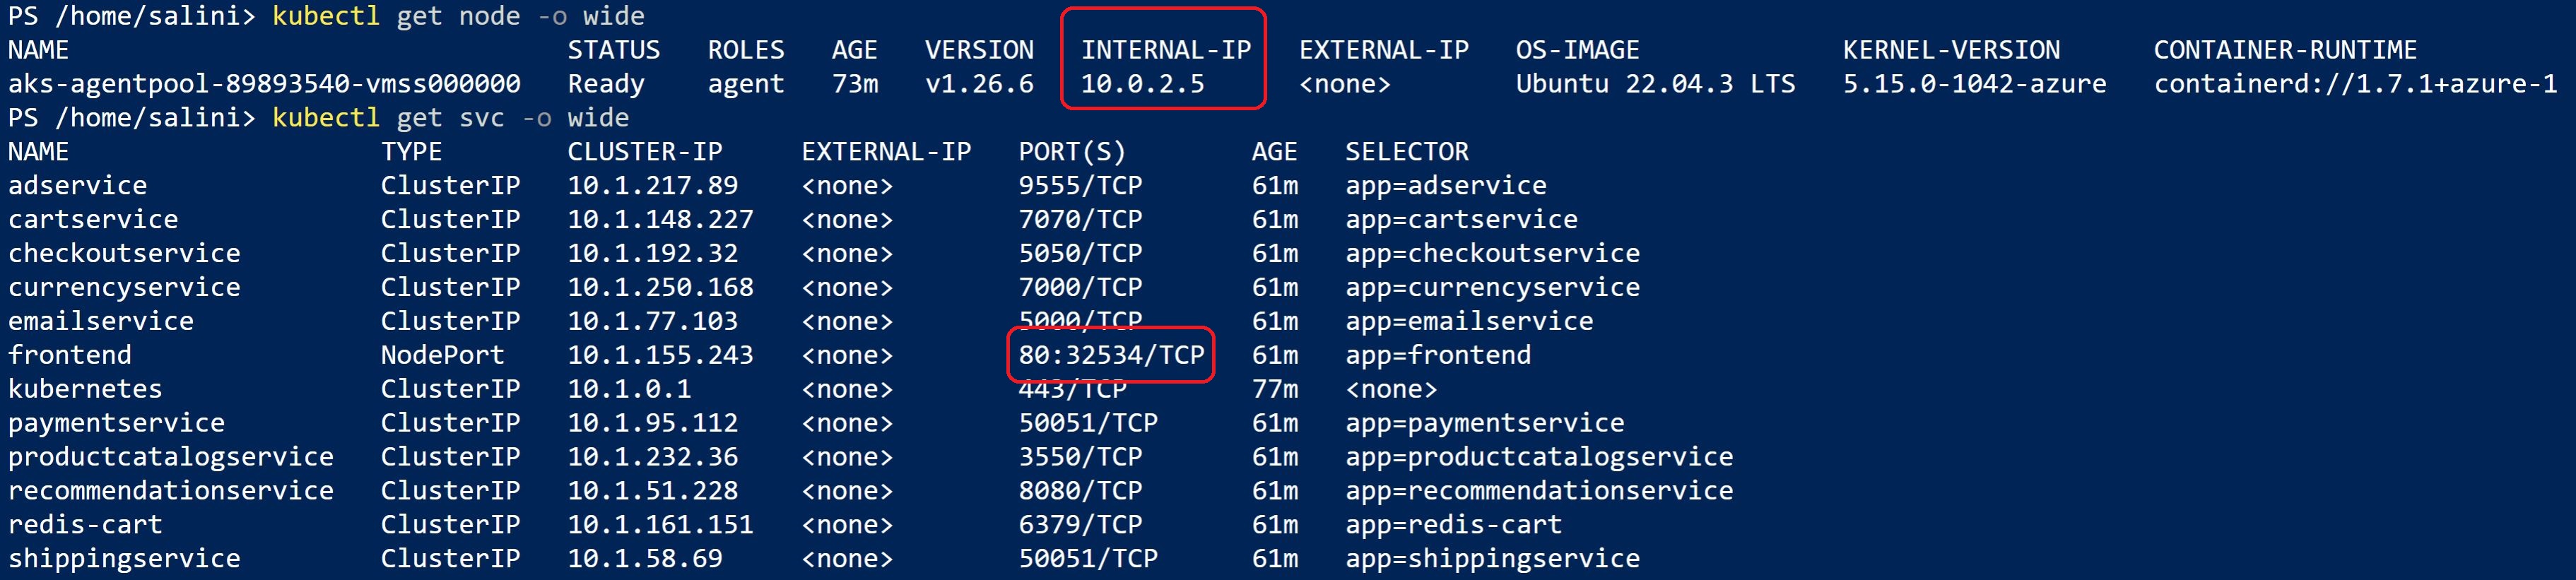 PS /home/salini> kubectl get node -o wide
NAME STATUS ROLES AGE VERSION INTERNAL-IP EXTERNAL-IP OS-IMAGE KERNEL-VERSION CONTAINER-RUNTIME
aks-agentpool-89893540-vmss000000 Ready agent 73m v1.26.6 10.0.2.5 <none> Ubuntu 22.04.3 LTS 5.15.0-1042-azure containerd://1.7.1+azure-1
PS /home/salini> kubectl get svc -o wide
NAME TYPE CLUSTER-IP EXTERNAL-IP PORT(S) AGE SELECTOR
adservice ClusterIP 10.1.217.89 <none> 9555/TCP 61m app=adservice
cartservice ClusterIP 10.1.148.227 <none> 7070/TCP 61m app=cartservice
checkoutservice ClusterIP 10.1.192.32 <none> 5050/TCP 61m app=checkoutservice
currencyservice ClusterIP 10.1.250.168 <none> 7000/TCP 61m app=currencyservice
emailservice ClusterIP 10.1.77.103 <none> 5000/TCP 61m app=emailservice
frontend NodePort 10.1.155.243 <none> 80:32534/TCP 61m app=frontend
kubernetes ClusterIP 10.1.0.1 <none> 443/TCP 77m <none>
paymentservice ClusterIP 10.1.95.112 <none> 50051/TCP 61m app=paymentservice
productcatalogservice ClusterIP 10.1.232.36 <none> 3550/TCP 61m app=productcatalogservice
recommendationservice ClusterIP 10.1.51.228 <none> 8080/TCP 61m app=recommendationservice
redis-cart ClusterIP 10.1.161.151 <none> 6379/TCP 61m app=redis-cart
shippingservice ClusterIP 10.1.58.69 <none> 50051/TCP 61m app=shippingservice